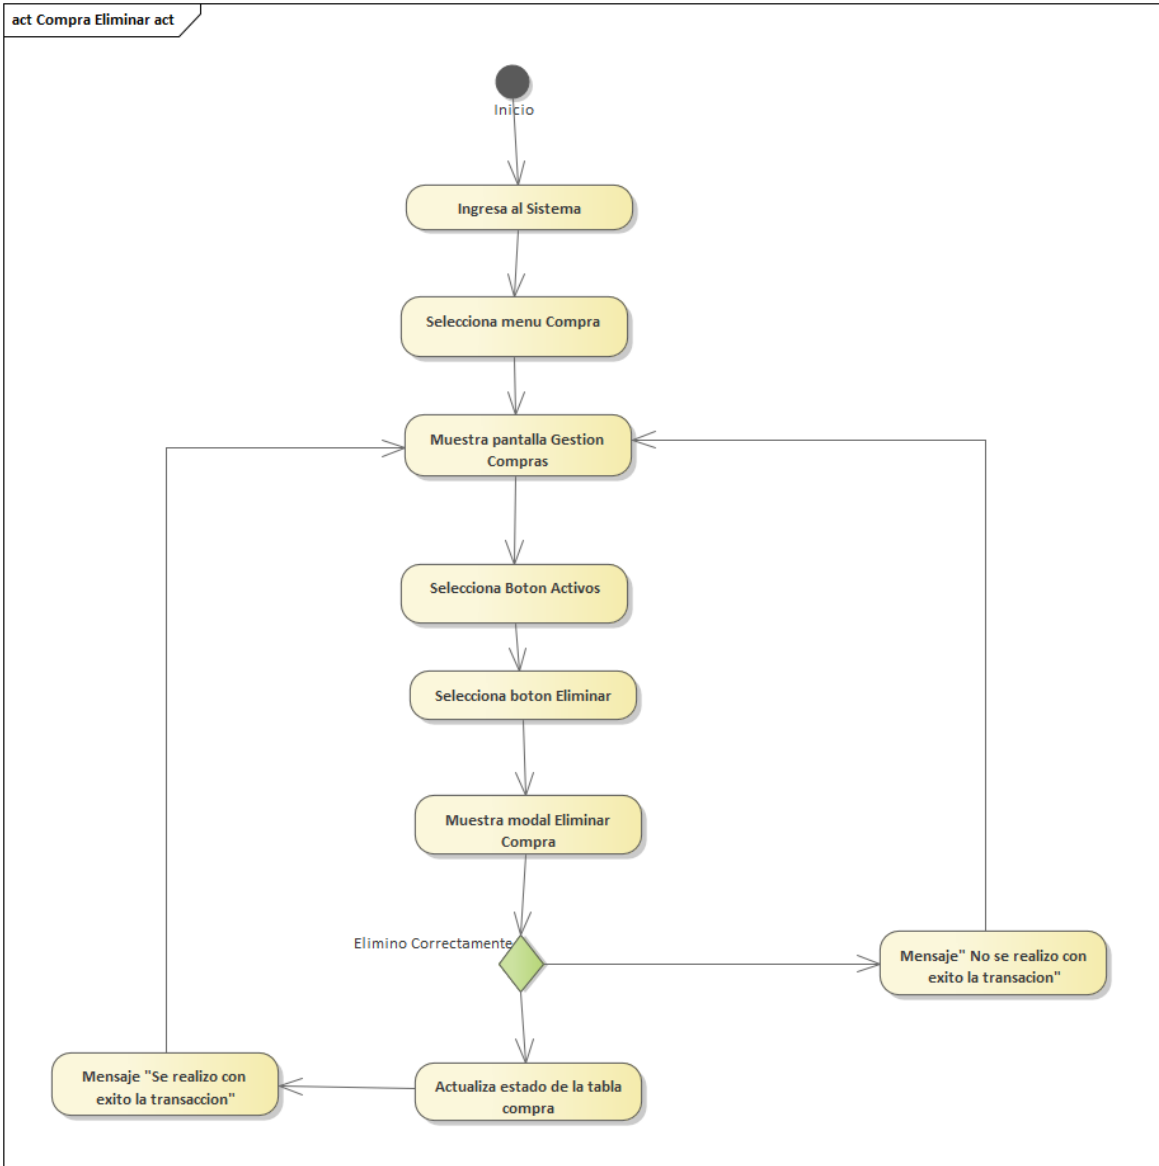 act Compra Eliminar act
Inicio
Ingresa al Sistema
Selecciona menu Compra
Muestra pantalla Gestion
Compras
Selecciona Boton Activos
Selecciona boton Eliminar
Muestra modal Eliminar
Compra
Elimino Correctamente
Mensaje" No se realizo con
exito la transacion"
Mensaje "Se realizo con
exito la transaccion"
Actualiza estado de la tabla
compra